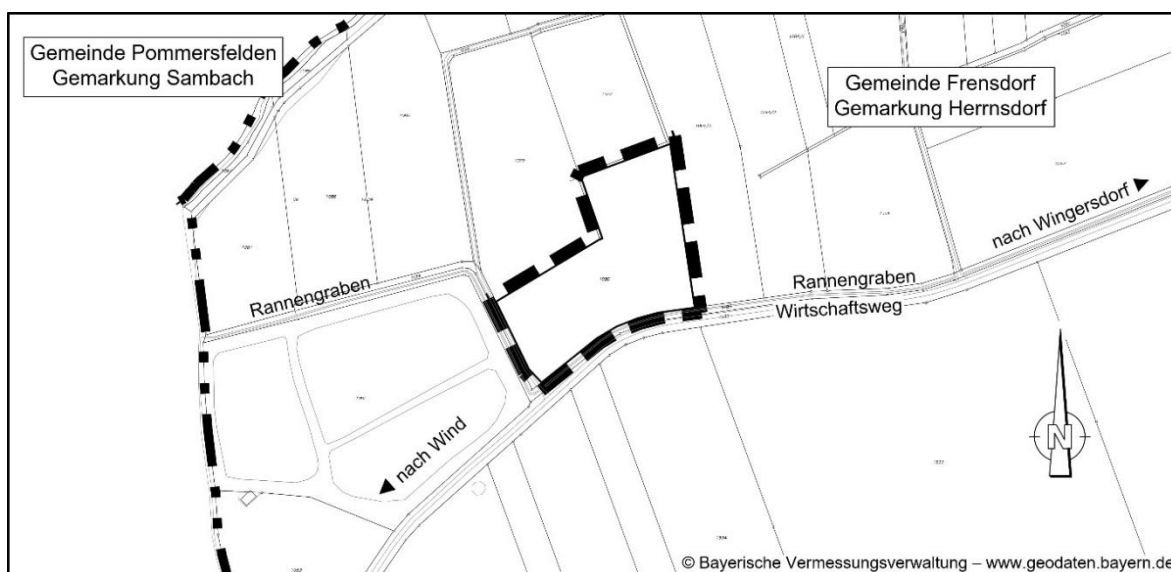 Gemeinde Pommersfelden
Gemarkung Sambach
Gemeinde Frensdorf
Gemarkung Herrnsdorf
nach Wingersdorf
Rannengraben
Rannengraben
Wirtschaftsweg
nach Wind
N
© Bayerische Vermessungsverwaltung – www.geodaten.bayern.de